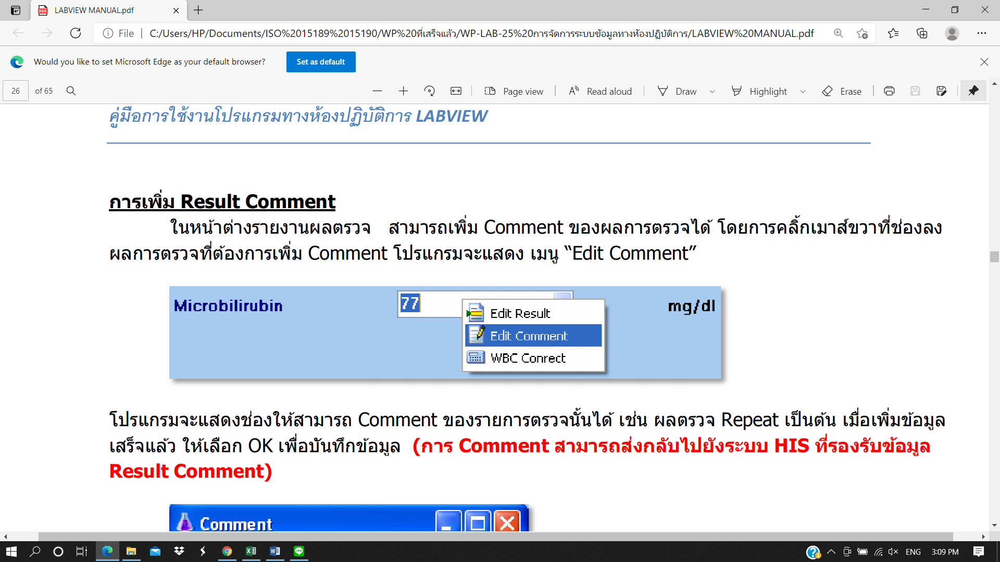 LABVIEW MANUAL.pdf
File
C:/Users/HP/Documents/ISO%2015189%2015190/WP%20ที่เสร็จแล้ว/WP-LAB-25%20การจัดการระบบข้อมูลทางห้องปฏิบัติการ/LABVIEW%20MANUAL.pdf
Would you like to set Microsoft Edge as your default browser?
Set as default
26 of 65
Page view
Read aloud
Draw
Highlight
Erase
คู่มือการใช้งานโปรแกรมทางห้องปฏิบัติการ LABVIEW
การเพิ่ม Result Comment
ในหน้าต่างรายงานผลตรวจ สามารถเพิ่ม Comment ของผลการตรวจได้ โดยการคลิ้กเมาส์ขวาที่ช่องลง
ผลการตรวจที่ต้องการเพิ่ม Comment โปรแกรมจะแสดง เมนู “Edit Comment”
Microbilirubin
77
mg/dl
Edit Result
Edit Comment
WBC Conrect
โปรแกรมจะแสดงช่องให้สามารถ Comment ของรายการตรวจนั้นได้ เช่น ผลตรวจ Repeat เป็นต้น เมื่อเพิ่มข้อมูล
เสร็จแล้ว ให้เลือก OK เพื่อบันทึกข้อมูล (การ Comment สามารถส่งกลับไปยังระบบ HIS ที่รองรับข้อมูล
Result Comment)
Comment
ENG
3:09 PM